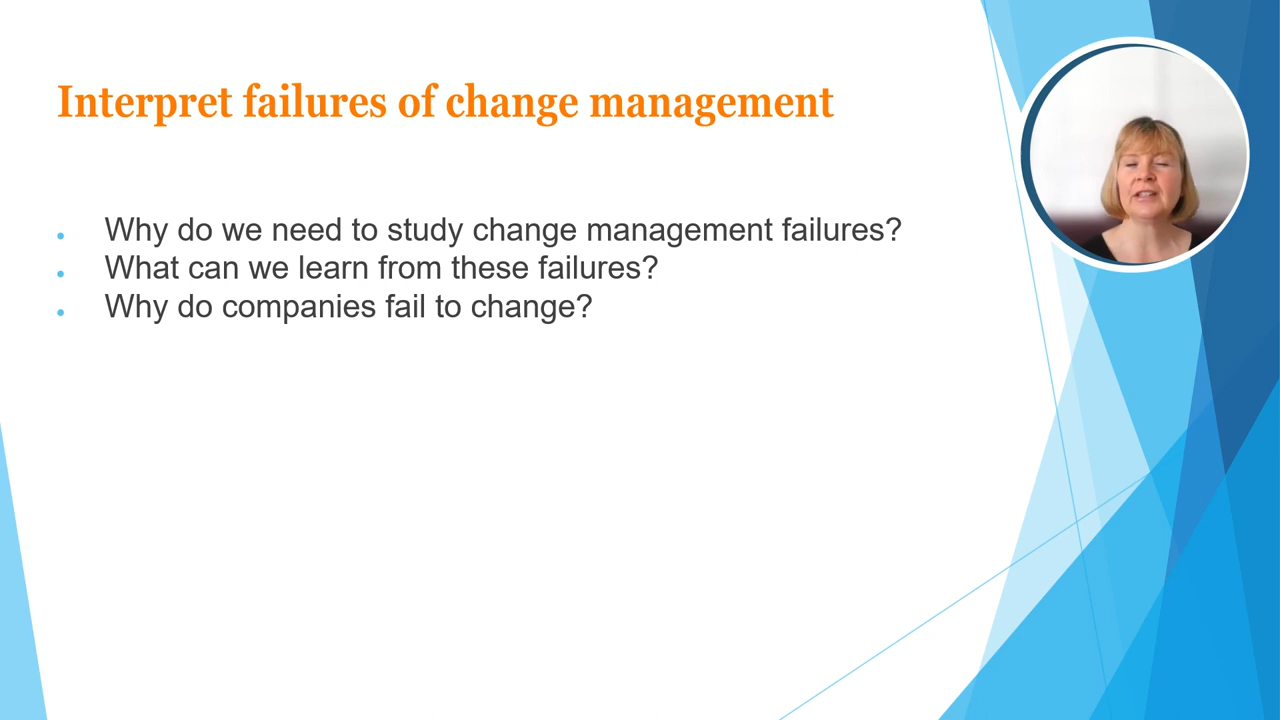 Interpret failures of change management
Why do we need to study change management failures?
What can we learn from these failures?
Why do companies fail to change?